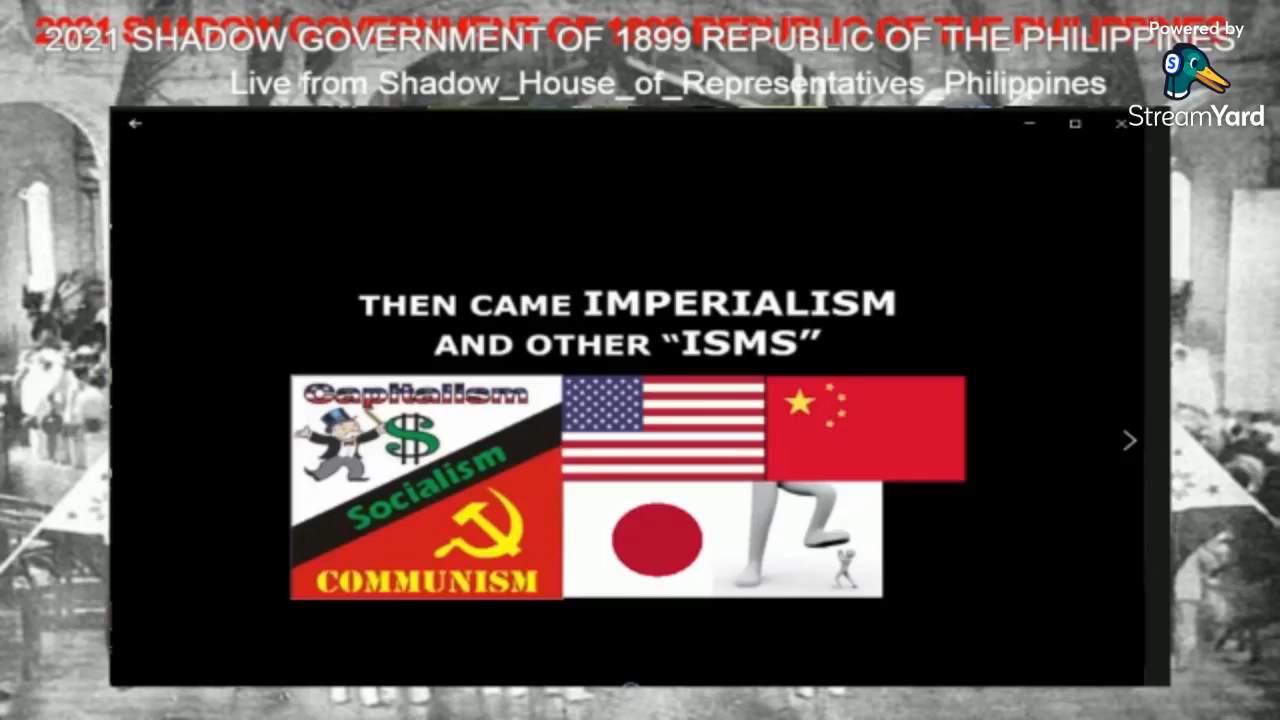 2021 SHADOW GOVERNMENT OF 1899 REPUBLIC OF THE PHILIPPINES
Live from Shadow_House_of_Representatives_Philippines
Powered by
S
StreamYard
THEN CAME IMPERIALISM
AND OTHER “ISMS”
Capitalism
$
Socialism
COMMUNISM